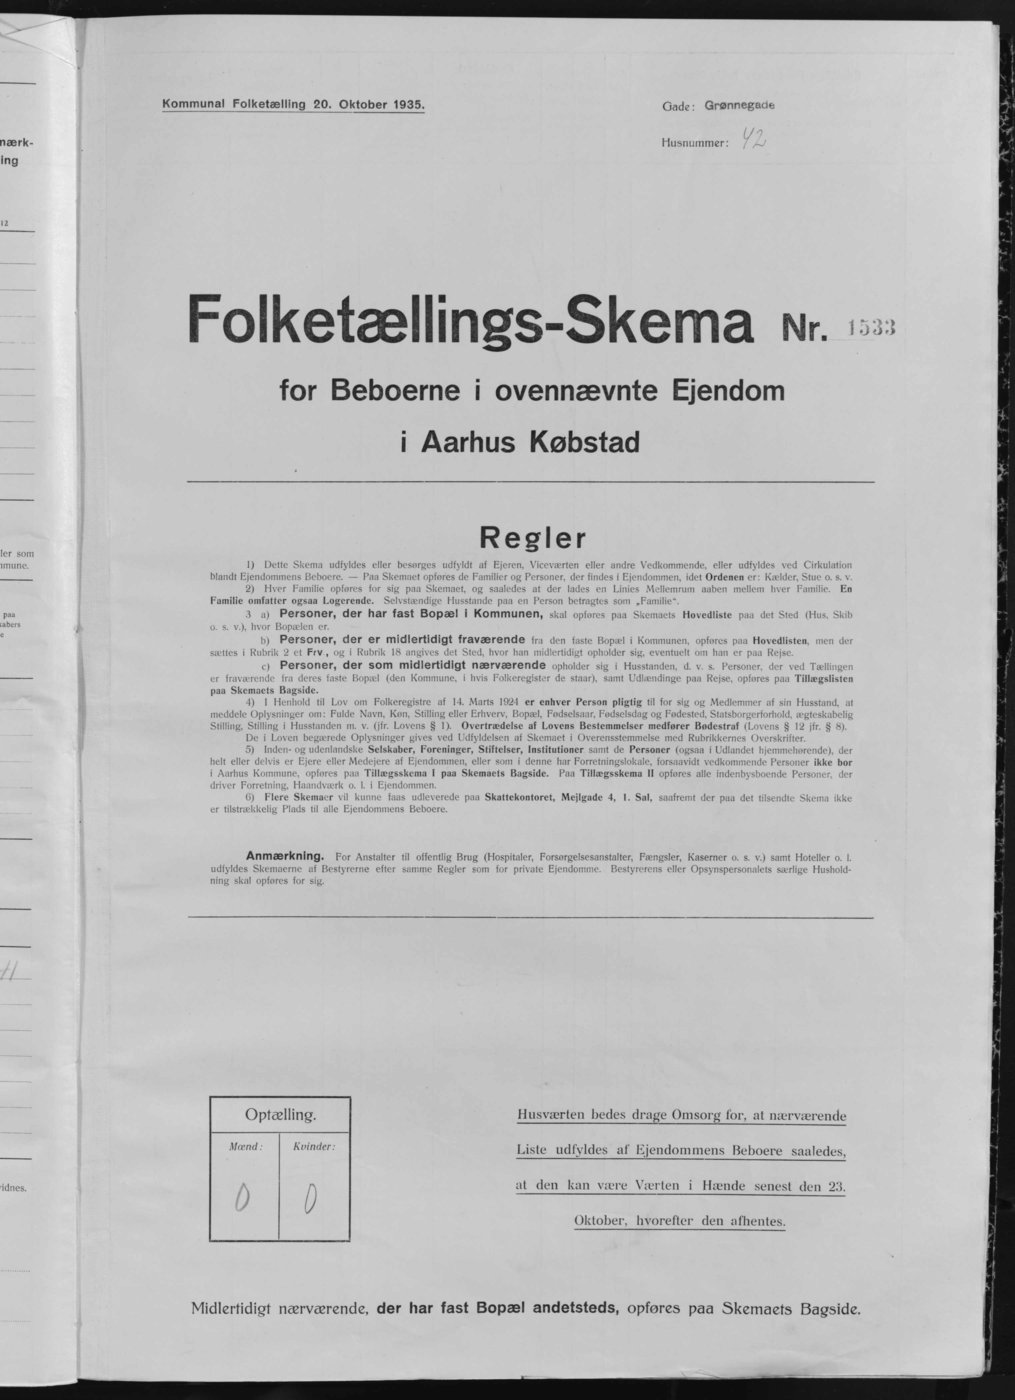 Kommunal Folketælling 20. Oktober 1935.
Gade: Grønnegade
Husnummer: 42
Folketællings-Skema Nr. 1533
for Beboerne i ovennævnte Ejendom
i Aarhus Købstad
Regler
1) Dette Skema udfyldes eller besørges udfyldt af Ejeren, Viceværten eller andre Vedkommende, eller udfyldes ved Cirkulation
blandt Ejendommens Beboere. — Paa Skemaet opføres de Familier og Personer, der findes i Ejendommen, idet Ordenen er: Kælder, Stue o. s. v.
2) Hver Familie opføres for sig paa Skemaet, og saaledes at der lades en Linies Mellemrum aaben mellem hver Familie. En
Familie omfatter ogsaa Logerende. Selvstændige Husstande paa en Person betragtes som „Familie“.
3 a) Personer, der har fast Bopæl i Kommunen, skal opføres paa Skemaets Hovedliste paa det Sted (Hus, Skib
o. s. v.), hvor Bopælen er.
b) Personer, der er midlertidigt fraværende fra den faste Bopæl i Kommunen, opføres paa Hovedlisten, men der
sættes i Rubrik 2 et Frv., og i Rubrik 18 angives det Sted, hvor han midlertidigt opholder sig, eventuelt om han er paa Rejse.
c) Personer, der som midlertidigt nærværende opholder sig i Husstanden, d. v. s. Personer, der ved Tællingen
er fraværende fra deres faste Bopæl (den Kommune, i hvis Folkeregister de staar), samt Udlændinge paa Rejse, opføres paa Tillægslisten
paa Skemaets Bagside.
4) I Henhold til Lov om Folkeregistre af 14. Marts 1924 er enhver Person pligtig til for sig og Medlemmer af sin Husstand, at
meddele Oplysninger om: Fulde Navn, Køn, Stilling eller Erhverv, Bopæl, Fødselsaar, Fødselsdag og Fødested, Statsborgerforhold, ægteskabelig
Stilling, Stilling i Husstanden m. v. (jfr. Lovens § 1). Overtrædelse af Lovens Bestemmelser medfører Bødestraf (Lovens § 12 jfr. § 8).
De i Loven begærede Oplysninger gives ved Udfyldelsen af Skemaet i Overensstemmelse med Rubrikkernes Overskrifter.
5) Inden- og udenlandske Selskaber, Foreninger, Stiftelser, Institutioner samt de Personer (ogsaa i Udlandet hjemmehørende), der
helt eller delvis er Ejere eller Medejere af Ejendommen, eller som i denne har Forretningslokale, forsaavidt vedkommende Personer ikke bor
i Aarhus Kommune, opføres paa Tillægsskema I paa Skemaets Bagside. Paa Tillægsskema II opføres alle indenbysboende Personer, der
driver Forretning, Haandværk o. l. i Ejendommen.
6) Flere Skemaer vil kunne faas udleverede paa Skattekontoret, Mejlgade 4, 1. Sal, saafremt der paa det tilsendte Skema ikke
er tilstrækkelig Plads til alle Ejendommens Beboere.
Anmærkning. For Anstalter til offentlig Brug (Hospitaler, Forsørgelsesanstalter, Fængsler, Kaserner o. s. v.) samt Hoteller o. l.
udfyldes Skemaerne af Bestyrerne efter samme Regler som for private Ejendomme. Bestyrerens eller Opsynspersonalets særlige Hushold-
ning skal opføres for sig.
Optælling.
Mænd: Kvinder:
0 0
Husværten bedes drage Omsorg for, at nærværende
Liste udfyldes af Ejendommens Beboere saaledes,
at den kan være Værten i Hænde senest den 23.
Oktober, hvorefter den afhentes.
Midlertidigt nærværende, der har fast Bopæl andetsteds, opføres paa Skemaets Bagside.